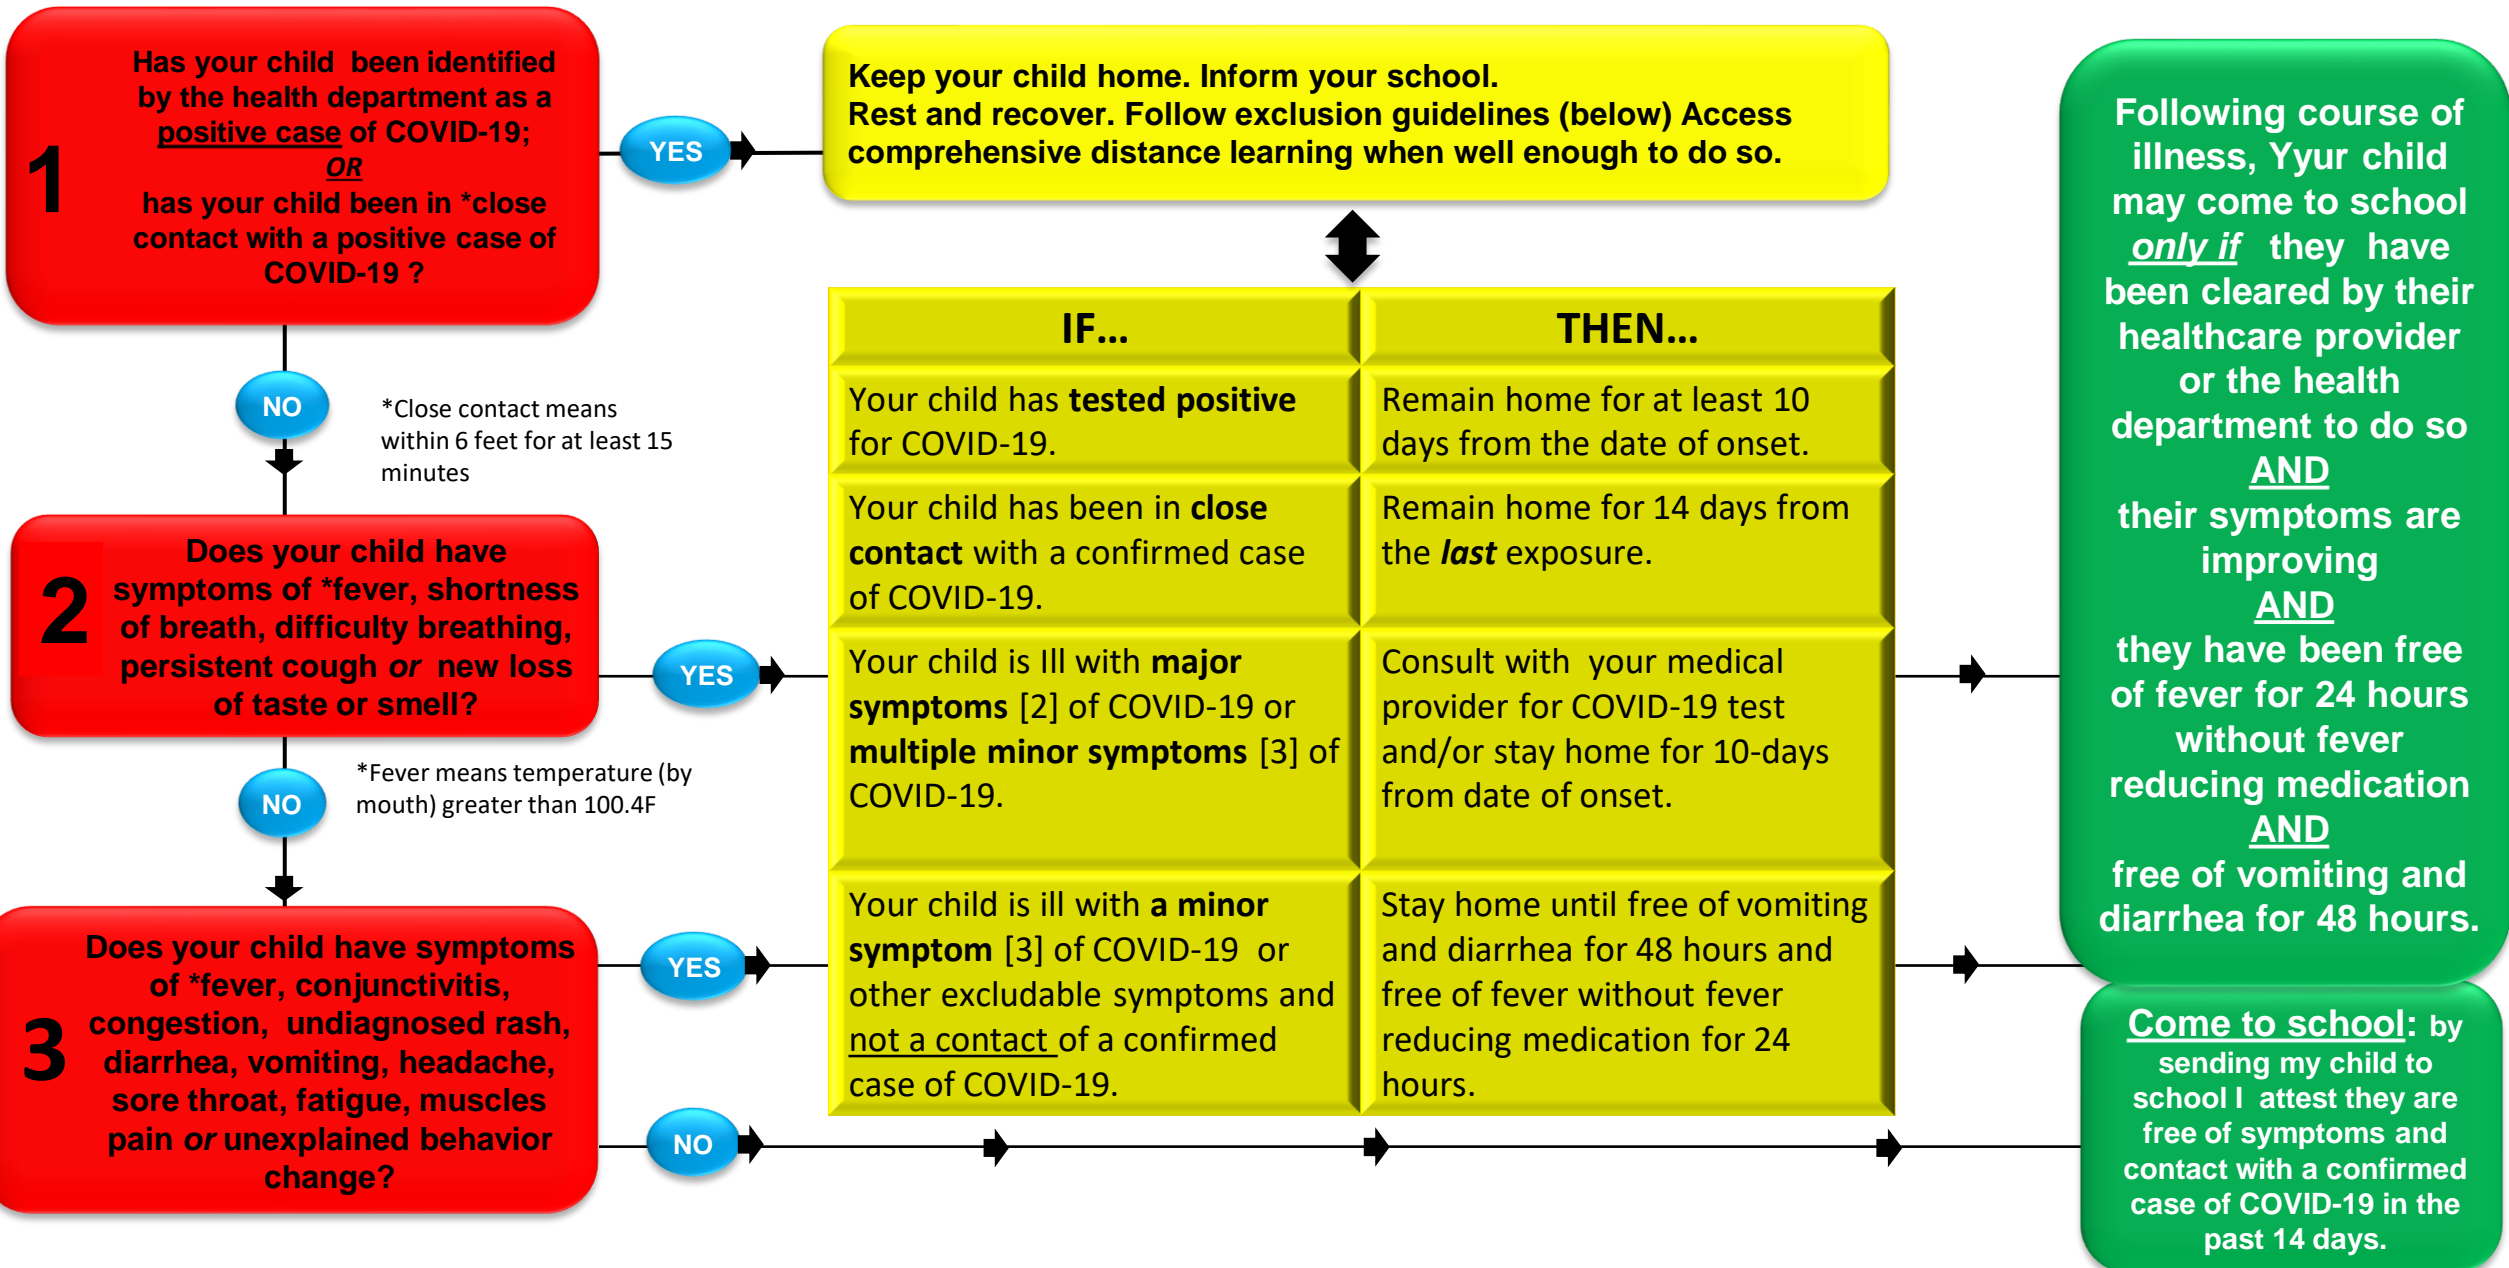 1
Has your child been identified
by the health department as a
positive case of COVID-19;
OR
has your child been in *close
contact with a positive case of
COVID-19 ?
YES
Keep your child home. Inform your school.
Rest and recover. Follow exclusion guidelines (below) Access
comprehensive distance learning when well enough to do so.
NO
*Close contact means
within 6 feet for at least 15
minutes
2
Does your child have
symptoms of *fever, shortness
of breath, difficulty breathing,
persistent cough or new loss
of taste or smell?
YES
NO
*Fever means temperature (by
mouth) greater than 100.4F
3
Does your child have symptoms
of *fever, conjunctivitis,
congestion, undiagnosed rash,
diarrhea, vomiting, headache,
sore throat, fatigue, muscles
pain or unexplained behavior
change?
YES
NO
IF...
THEN...
Your child has tested positive
for COVID-19.
Remain home for at least 10
days from the date of onset.
Your child has been in close
contact with a confirmed case
of COVID-19.
Remain home for 14 days from
the last exposure.
Your child is Ill with major
symptoms [2] of COVID-19 or
multiple minor symptoms [3] of
COVID-19.
Consult with your medical
provider for COVID-19 test
and/or stay home for 10-days
from date of onset.
Your child is ill with a minor
symptom [3] of COVID-19 or
other excludable symptoms and
not a contact of a confirmed
case of COVID-19.
Stay home until free of vomiting
and diarrhea for 48 hours and
free of fever without fever
reducing medication for 24
hours.
Following course of
illness, Yyur child
may come to school
only if they have
been cleared by their
healthcare provider
or the health
department to do so
AND
their symptoms are
improving
AND
they have been free
of fever for 24 hours
without fever
reducing medication
AND
free of vomiting and
diarrhea for 48 hours.
Come to school: by
sending my child to
school I attest they are
free of symptoms and
contact with a confirmed
case of COVID-19 in the
past 14 days.